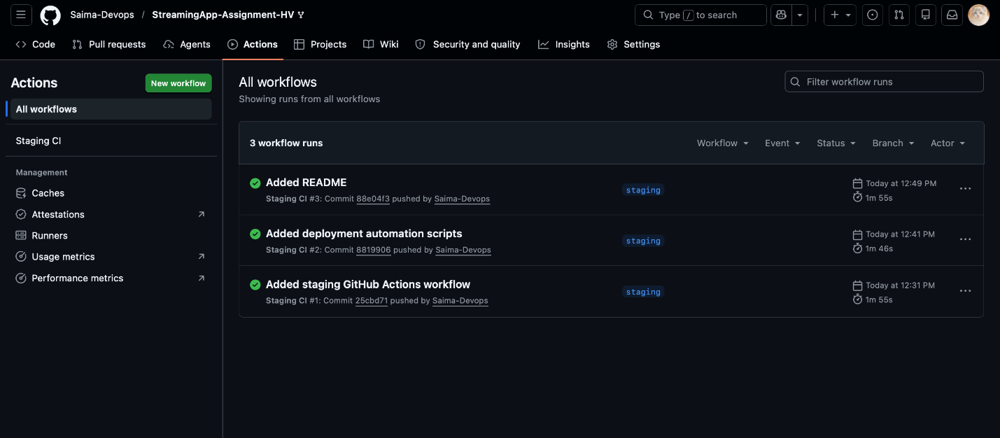 Saima-Devops / StreamingApp-Assignment-HV
Type / to search
Code Pull requests Agents Actions Projects Wiki Security and quality Insights Settings
Actions
New workflow
All workflows
Staging CI
Management
Caches
Attestations
Runners
Usage metrics
Performance metrics
All workflows
Showing runs from all workflows
Filter workflow runs
3 workflow runs
Workflow Event Status Branch Actor
Added README
Staging CI #3: Commit 88e04f3 pushed by Saima-Devops
staging
Today at 12:49 PM
1m 55s
Added deployment automation scripts
Staging CI #2: Commit 8819906 pushed by Saima-Devops
staging
Today at 12:41 PM
1m 46s
Added staging GitHub Actions workflow
Staging CI #1: Commit 25cbd71 pushed by Saima-Devops
staging
Today at 12:31 PM
1m 55s